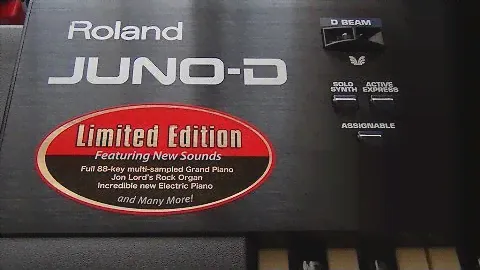 Roland
D BEAM
JUNO-D
SOLO SYNTH
ACTIVE EXPRESS
ASSIGNABLE
Limited Edition
Featuring New Sounds
Full 88-key multi-sampled Grand Piano
Jon Lord's Rock Organ
Incredible new Electric Piano
and Many More!